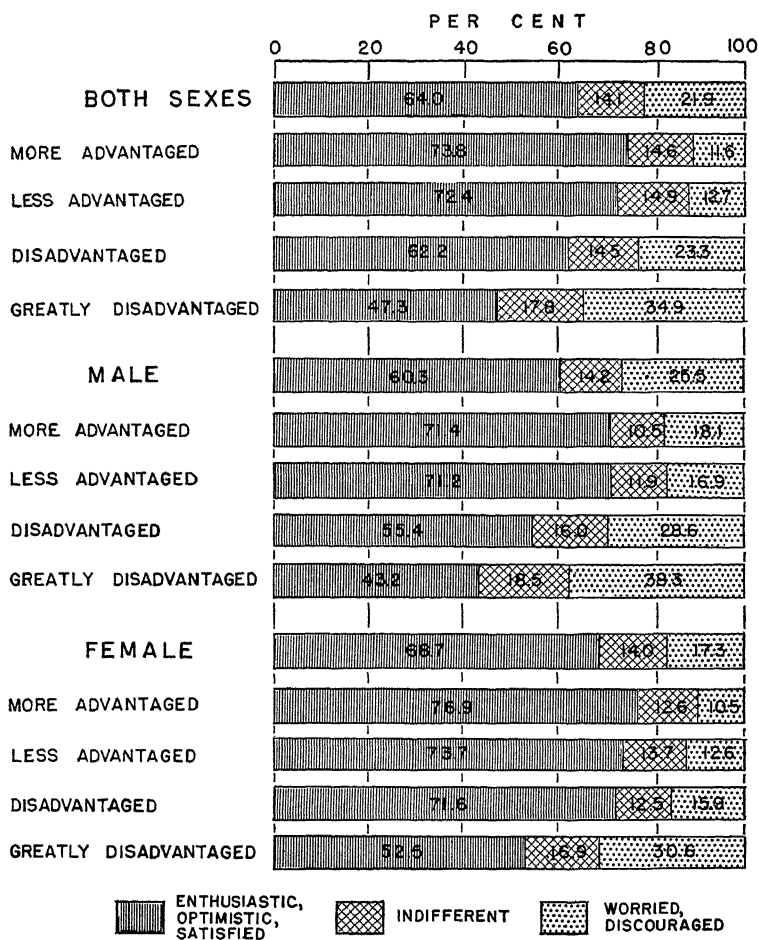 PER CENT
0 20 40 60 80 100
BOTH SEXES 64.0 14.1 21.9
MORE ADVANTAGED 73.8 14.6 11.6
LESS ADVANTAGED 72.4 14.9 12.7
DISADVANTAGED 62.2 14.5 23.3
GREATLY DISADVANTAGED 47.3 17.8 34.9
MALE 60.3 14.2 25.5
MORE ADVANTAGED 71.4 10.5 18.1
LESS ADVANTAGED 71.2 11.9 16.9
DISADVANTAGED 55.4 16.0 28.6
GREATLY DISADVANTAGED 43.2 18.5 38.3
FEMALE 68.7 14.0 17.3
MORE ADVANTAGED 76.9 12.6 10.5
LESS ADVANTAGED 73.7 13.7 12.6
DISADVANTAGED 71.6 12.5 15.9
GREATLY DISADVANTAGED 52.5 16.9 30.6
ENTHUSIASTIC,
OPTIMISTIC,
SATISFIED
INDIFFERENT
WORRIED,
DISCOURAGED